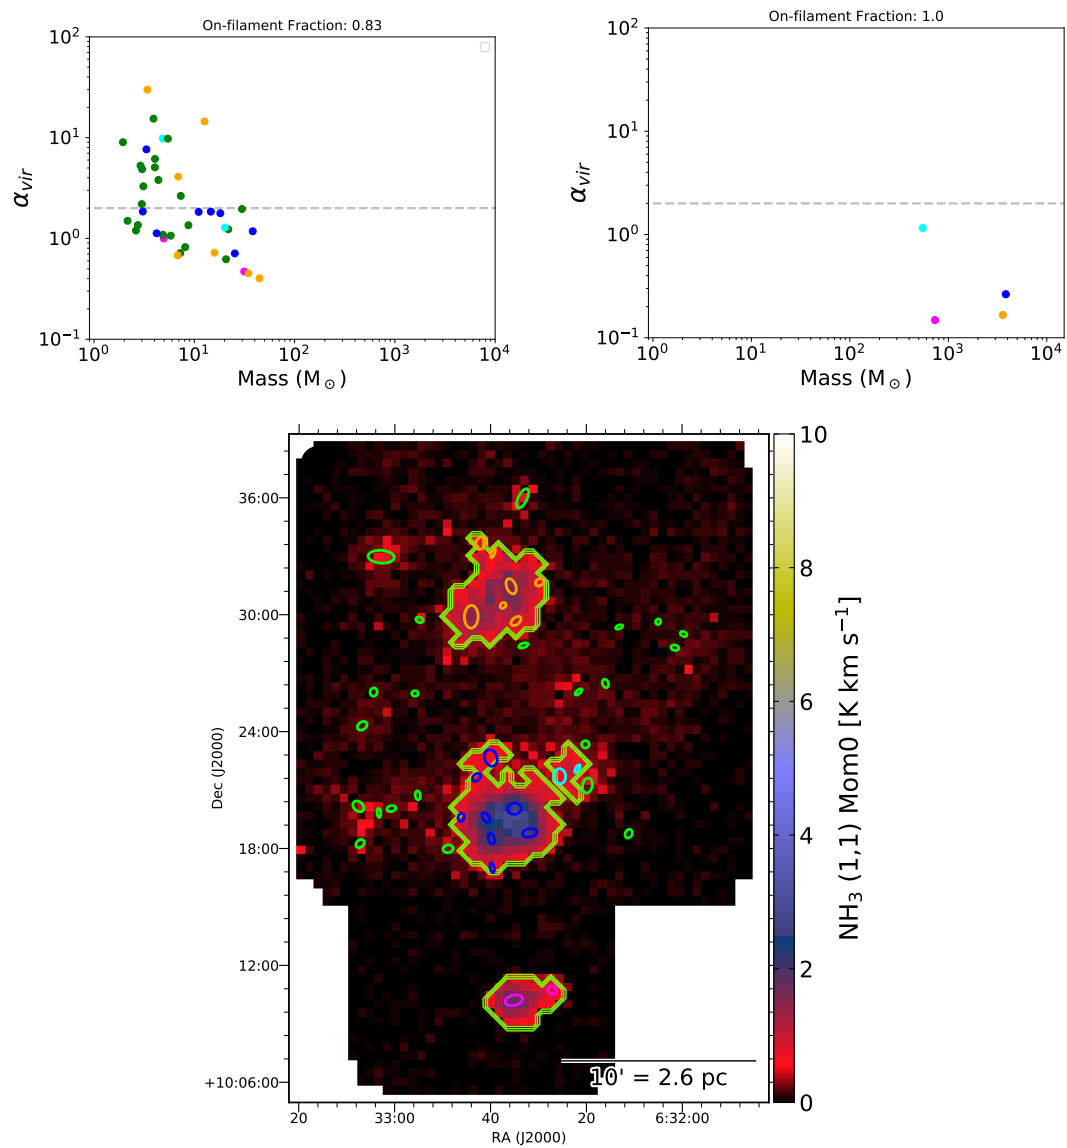 On-filament Fraction: 0.83
10²
10¹
10⁰
10⁻¹
α_vir
10⁰ 10¹ 10² 10³ 10⁴
Mass (M⊙)
On-filament Fraction: 1.0
10²
10¹
10⁰
10⁻¹
α_vir
10⁰ 10² 10³ 10⁴
Mass (M⊙)
36:00
30:00
24:00
18:00
12:00
+10:06:00
Dec (J2000)
20 33:00 40 20 6:32:00
RA (J2000)
10' = 2.6 pc
10
8
6
4
2
0
NH₃ (1,1) Mom0 [K km s⁻¹]